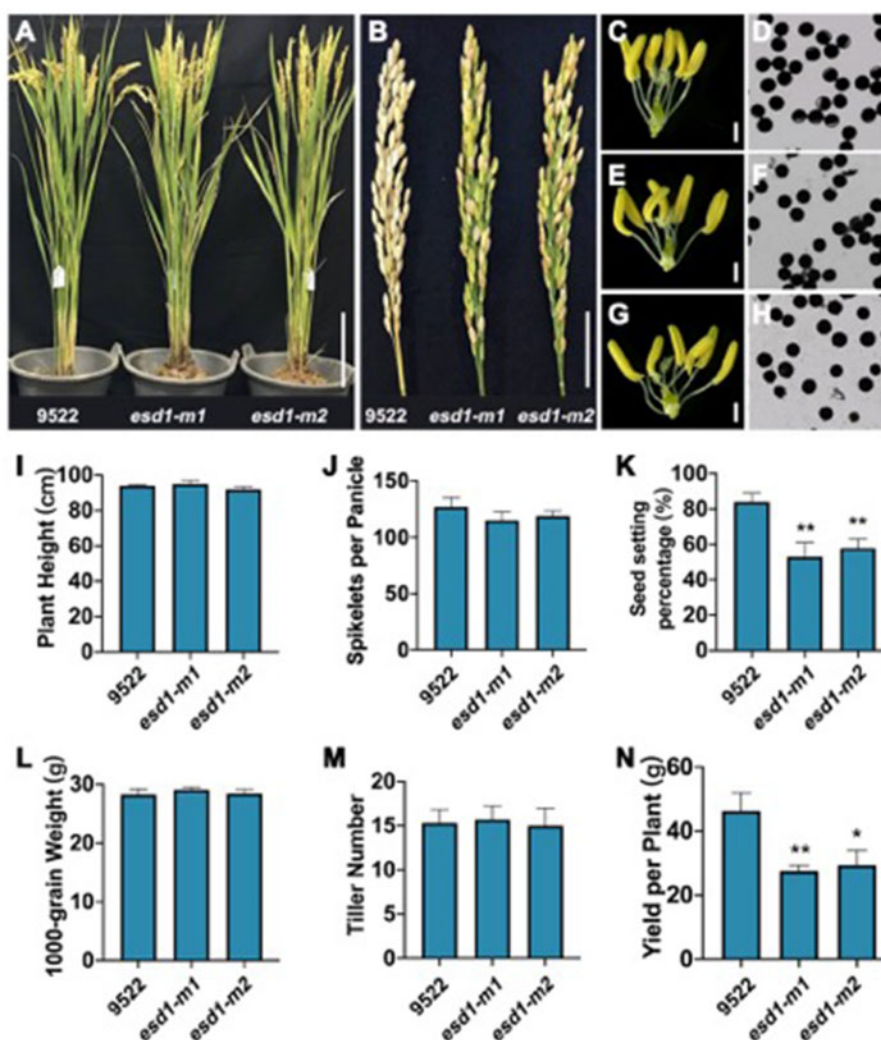 A
B
C
D
E
F
G
H
9522
esd1-m1
esd1-m2
9522
esd1-m1
esd1-m2
I
Plant Height (cm)
100
80
60
40
20
0
9522
esd1-m1
esd1-m2
J
Spikelets per Panicle
150
100
50
0
9522
esd1-m1
esd1-m2
K
Seed setting
percentage (%)
100
80
60
40
20
0
**
**
9522
esd1-m1
esd1-m2
L
1000-grain Weight (g)
30
20
10
0
9522
esd1-m1
esd1-m2
M
Tiller Number
20
15
10
5
0
9522
esd1-m1
esd1-m2
N
Yield per Plant (g)
60
40
20
0
**
*
9522
esd1-m1
esd1-m2